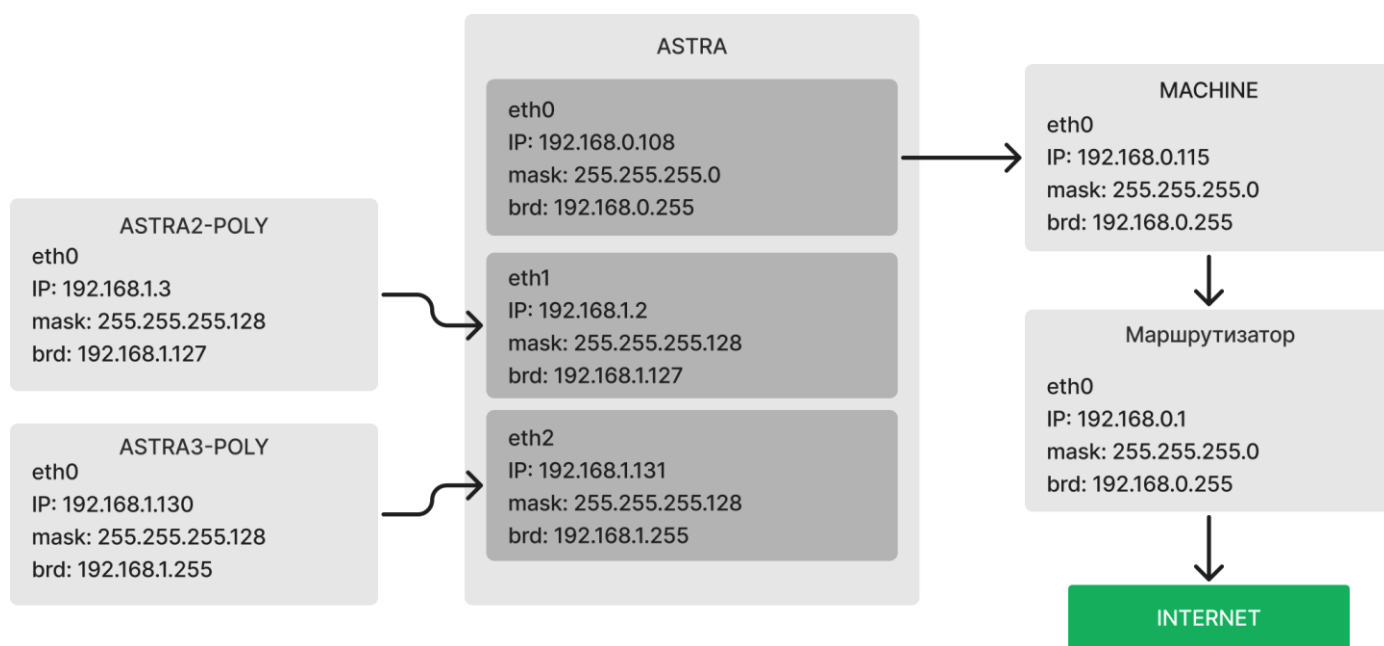 ASTRA
eth0
IP: 192.168.0.108
mask: 255.255.255.0
brd: 192.168.0.255
eth1
IP: 192.168.1.2
mask: 255.255.255.128
brd: 192.168.1.127
eth2
IP: 192.168.1.131
mask: 255.255.255.128
brd: 192.168.1.255
ASTRA2-POLY
eth0
IP: 192.168.1.3
mask: 255.255.255.128
brd: 192.168.1.127
ASTRA3-POLY
eth0
IP: 192.168.1.130
mask: 255.255.255.128
brd: 192.168.1.255
MACHINE
eth0
IP: 192.168.0.115
mask: 255.255.255.0
brd: 192.168.0.255
Маршрутизатор
eth0
IP: 192.168.0.1
mask: 255.255.255.0
brd: 192.168.0.255
INTERNET